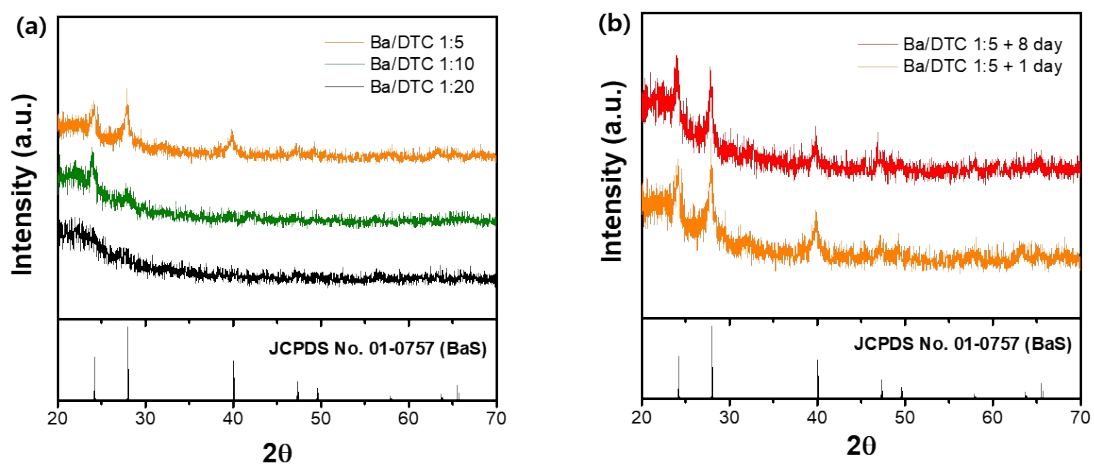 (a)
Ba/DTC 1:5
Ba/DTC 1:10
Ba/DTC 1:20
Intensity (a.u.)
JCPDS No. 01-0757 (BaS)
20 30 40 50 60 70
2θ
(b)
Ba/DTC 1:5 + 8 day
Ba/DTC 1:5 + 1 day
Intensity (a.u.)
JCPDS No. 01-0757 (BaS)
20 30 40 50 60 70
2θ